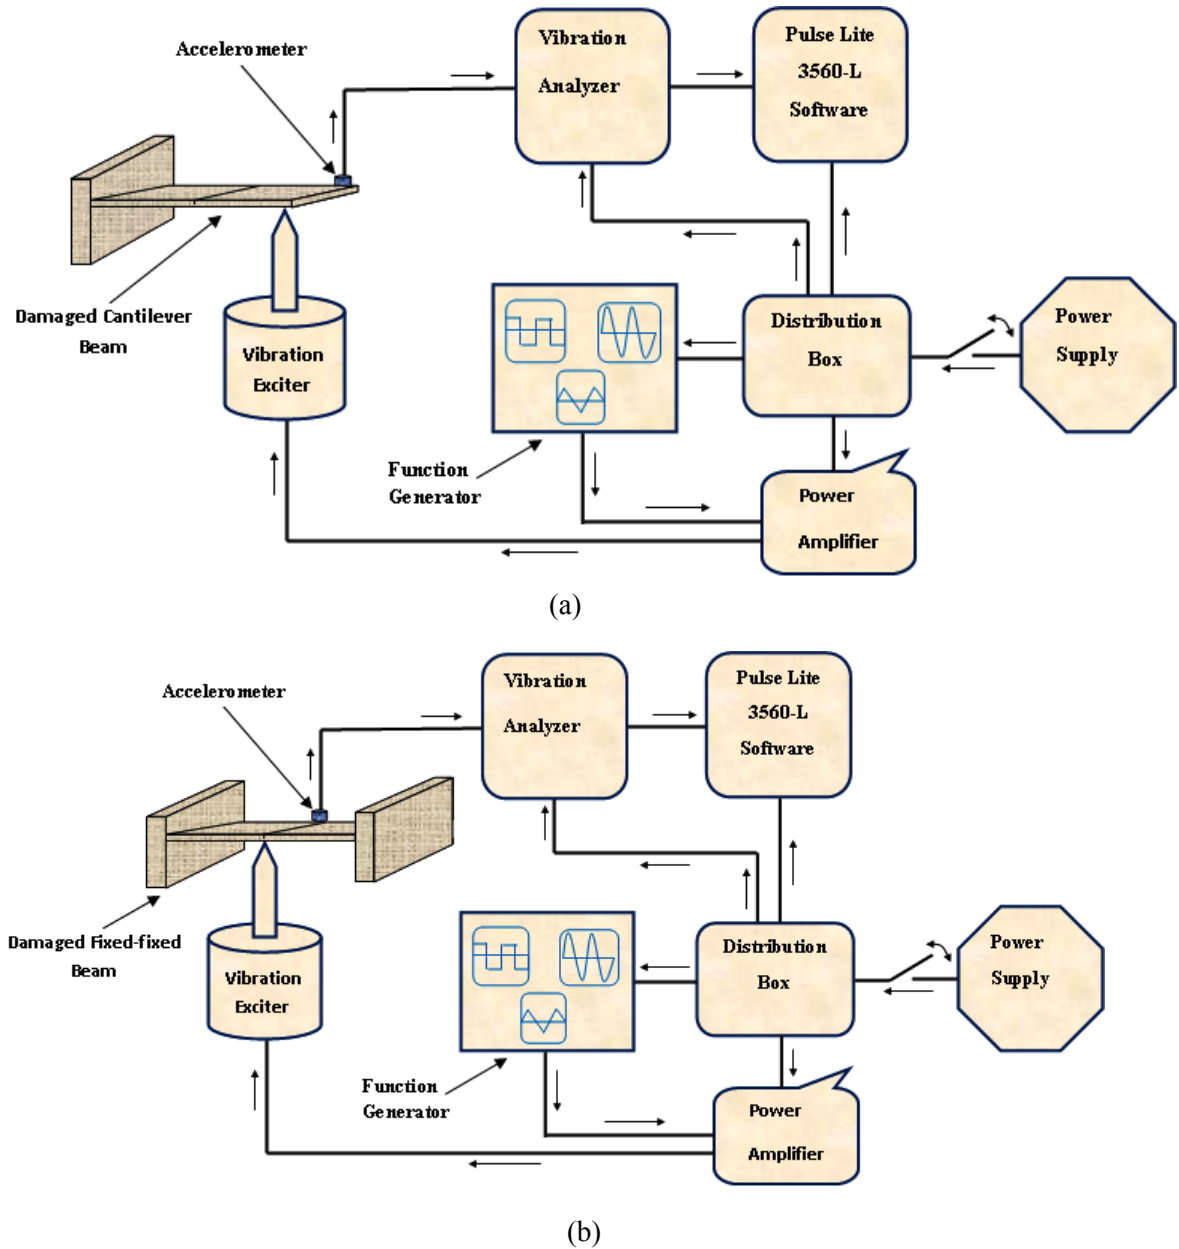 Accelerometer
Vibration
Analyzer
Pulse Lite
3560-L
Software
Damaged Cantilever
Beam
Vibration
Exciter
Distribution
Box
Power
Supply
Function
Generator
Power
Amplifier
(a)
Accelerometer
Vibration
Analyzer
Pulse Lite
3560-L
Software
Damaged Fixed-fixed
Beam
Vibration
Exciter
Distribution
Box
Power
Supply
Function
Generator
Power
Amplifier
(b)